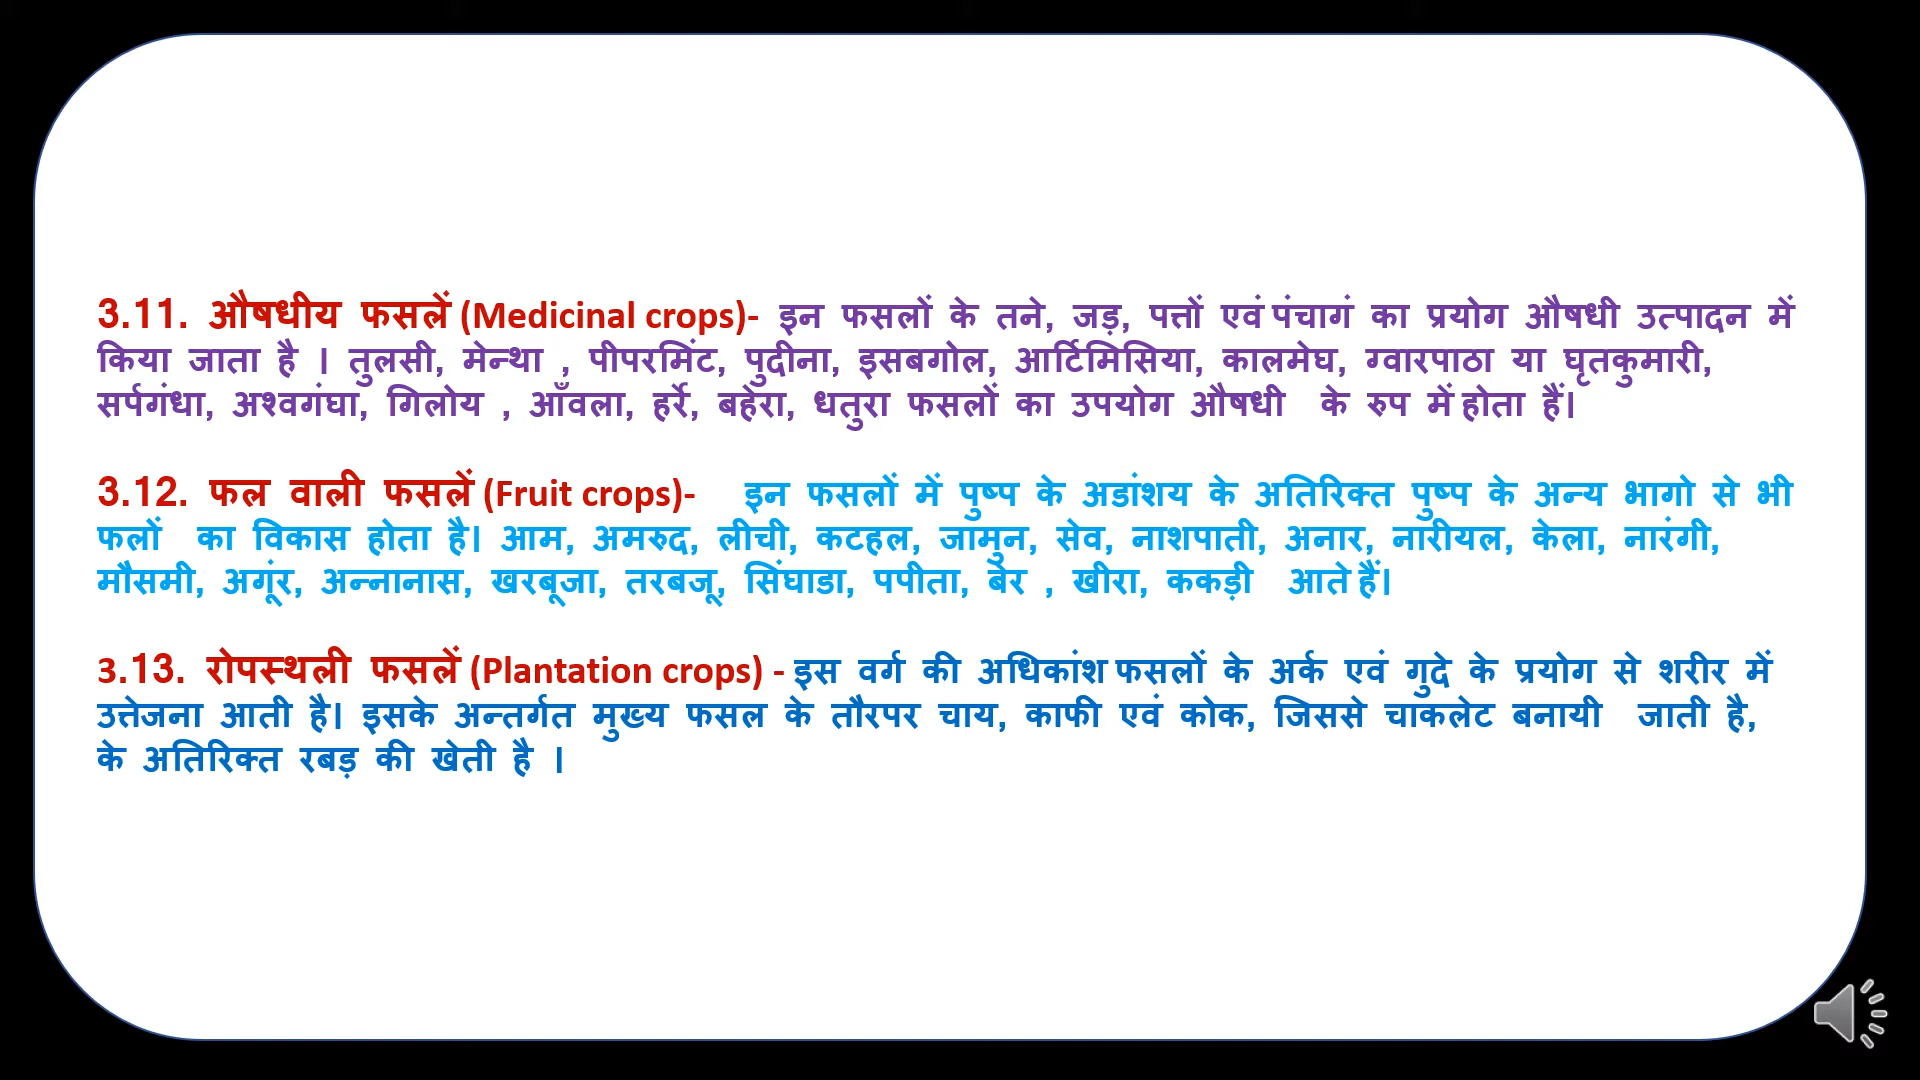 3.11. औषधीय फसलें (Medicinal crops)- इन फसलों के तने, जड़, पत्तों एवं पंचागं का प्रयोग औषधी उत्पादन में
किया जाता है । तुलसी, मेन्था , पीपरमिंट, पुदीना, इसबगोल, आर्टिमिसिया, कालमेघ, ग्वारपाठा या घृतकुमारी,
सर्पगंधा, अश्वगंघा, गिलोय , आँवला, हर्रे, बहेरा, धतुरा फसलों का उपयोग औषधी के रुप में होता हैं।
3.12. फल वाली फसलें (Fruit crops)- इन फसलों में पुष्प के अडांशय के अतिरिक्त पुष्प के अन्य भागो से भी
फलों का विकास होता है। आम, अमरुद, लीची, कटहल, जामुन, सेव, नाशपाती, अनार, नारीयल, केला, नारंगी,
मौसमी, अगूंर, अन्नानास, खरबूजा, तरबजू, सिंघाडा, पपीता, बेर , खीरा, ककड़ी आते हैं।
3.13. रोपस्थली फसलें (Plantation crops) - इस वर्ग की अधिकांश फसलों के अर्क एवं गुदे के प्रयोग से शरीर में
उत्तेजना आती है। इसके अन्तर्गत मुख्य फसल के तौरपर चाय, काफी एवं कोक, जिससे चाकलेट बनायी जाती है,
के अतिरिक्त रबड़ की खेती है ।